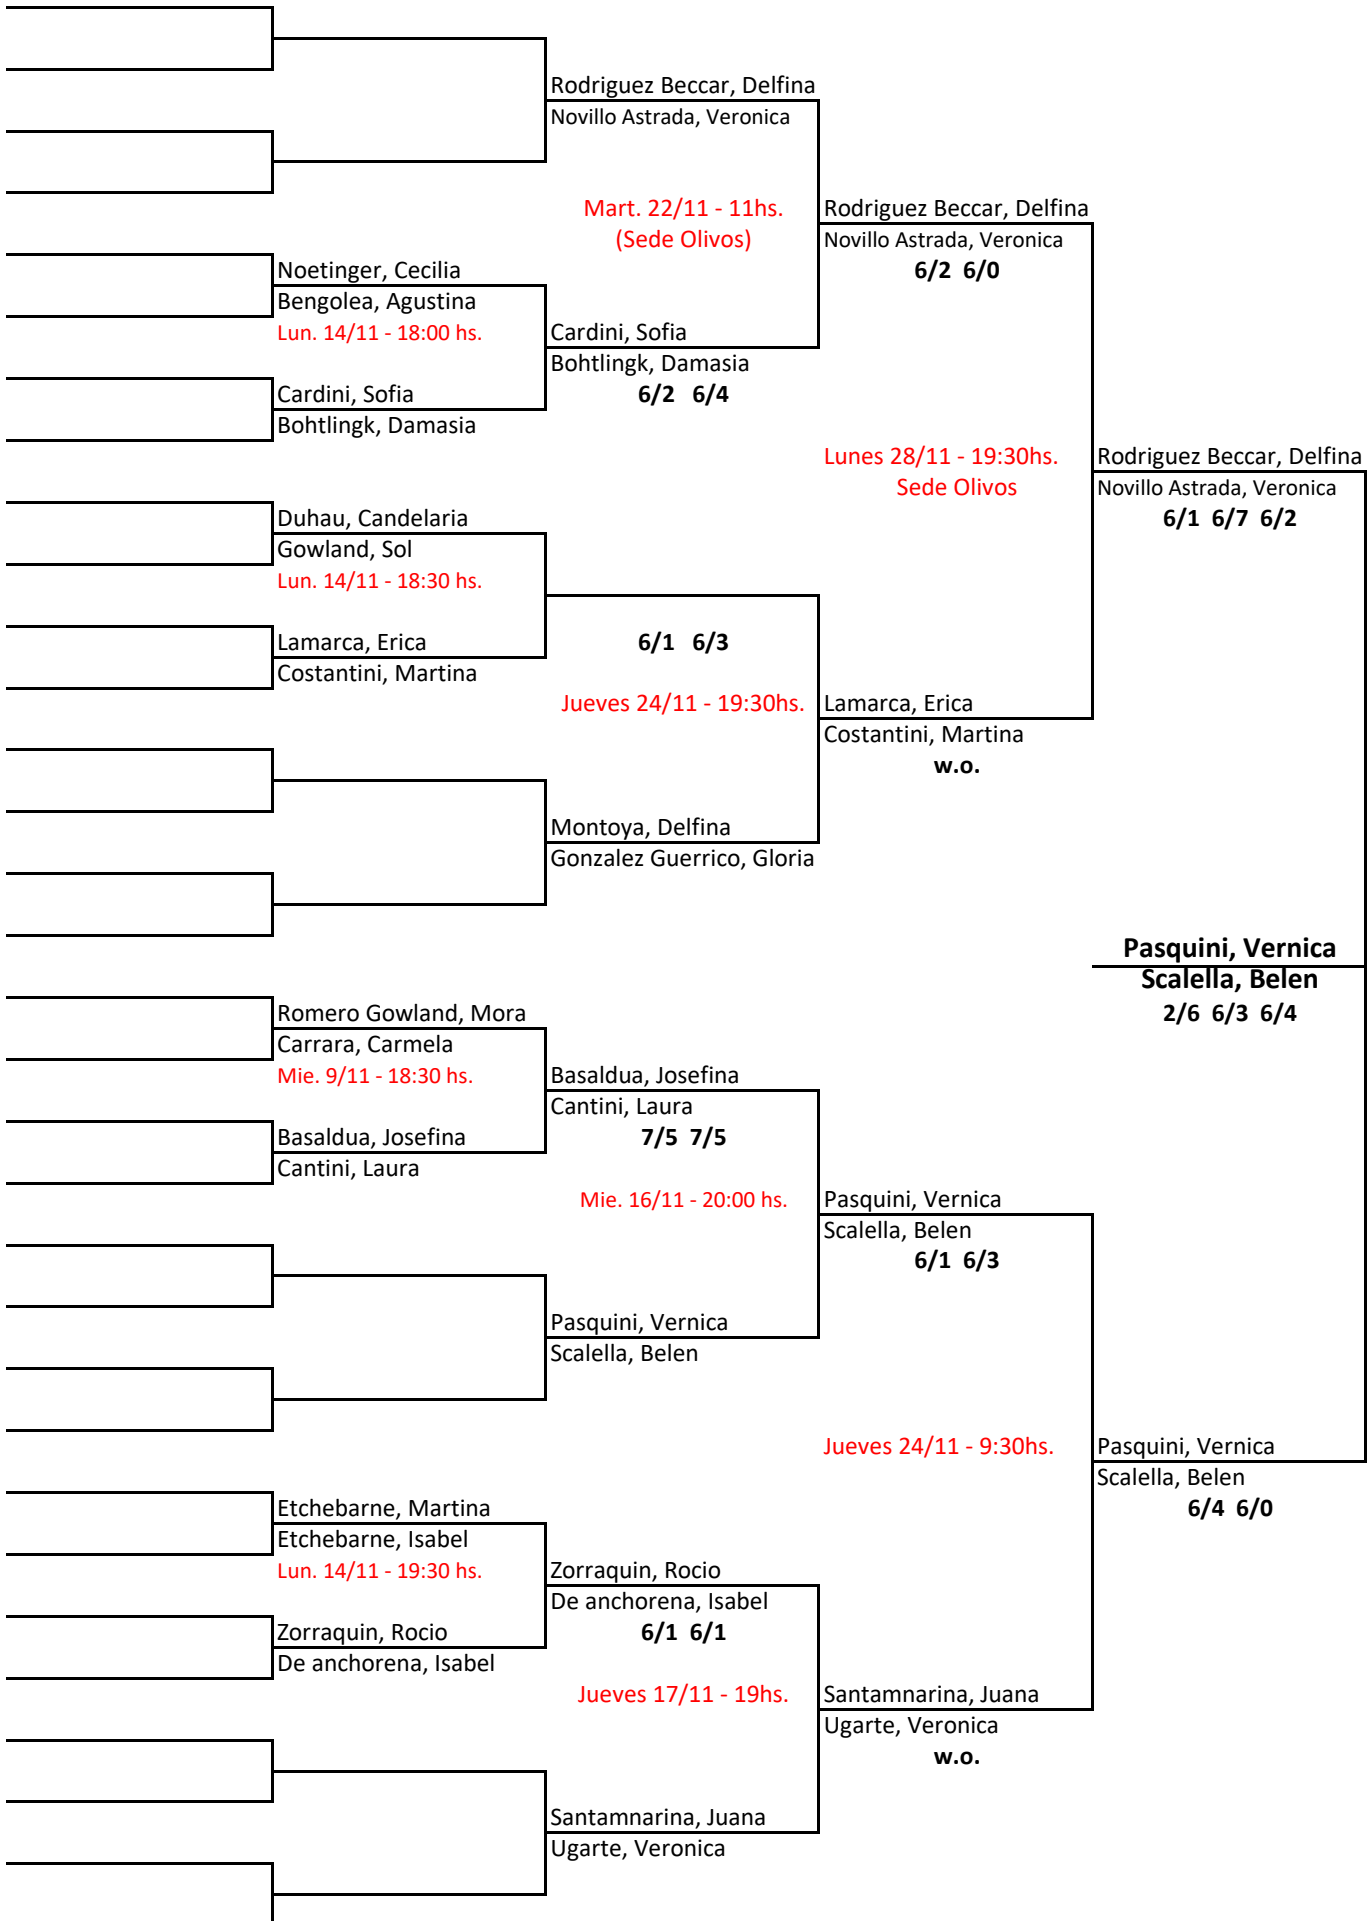 Rodriguez Beccar, Delfina
Novillo Astrada, Veronica
Mart. 22/11 - 11hs.
(Sede Olivos)
Rodriguez Beccar, Delfina
Novillo Astrada, Veronica
6/2 6/0
Noetinger, Cecilia
Bengolea, Agustina
Lun. 14/11 - 18:00 hs.
Cardini, Sofia
Bohtlingk, Damasia
6/2 6/4
Cardini, Sofia
Bohtlingk, Damasia
Lunes 28/11 - 19:30hs.
Sede Olivos
Rodriguez Beccar, Delfina
Novillo Astrada, Veronica
6/1 6/7 6/2
Duhau, Candelaria
Gowland, Sol
Lun. 14/11 - 18:30 hs.
Lamarca, Erica
Costantini, Martina
6/1 6/3
Jueves 24/11 - 19:30hs.
Lamarca, Erica
Costantini, Martina
w.o.
Montoya, Delfina
Gonzalez Guerrico, Gloria
Pasquini, Vernica
Scalella, Belen
2/6 6/3 6/4
Romero Gowland, Mora
Carrara, Carmela
Mie. 9/11 - 18:30 hs.
Basaldua, Josefina
Cantini, Laura
7/5 7/5
Basaldua, Josefina
Cantini, Laura
Mie. 16/11 - 20:00 hs.
Pasquini, Vernica
Scalella, Belen
6/1 6/3
Pasquini, Vernica
Scalella, Belen
Jueves 24/11 - 9:30hs.
Pasquini, Vernica
Scalella, Belen
6/4 6/0
Etchebarne, Martina
Etchebarne, Isabel
Lun. 14/11 - 19:30 hs.
Zorraquin, Rocio
De anchorena, Isabel
6/1 6/1
Zorraquin, Rocio
De anchorena, Isabel
Jueves 17/11 - 19hs.
Santamnarina, Juana
Ugarte, Veronica
w.o.
Santamnarina, Juana
Ugarte, Veronica